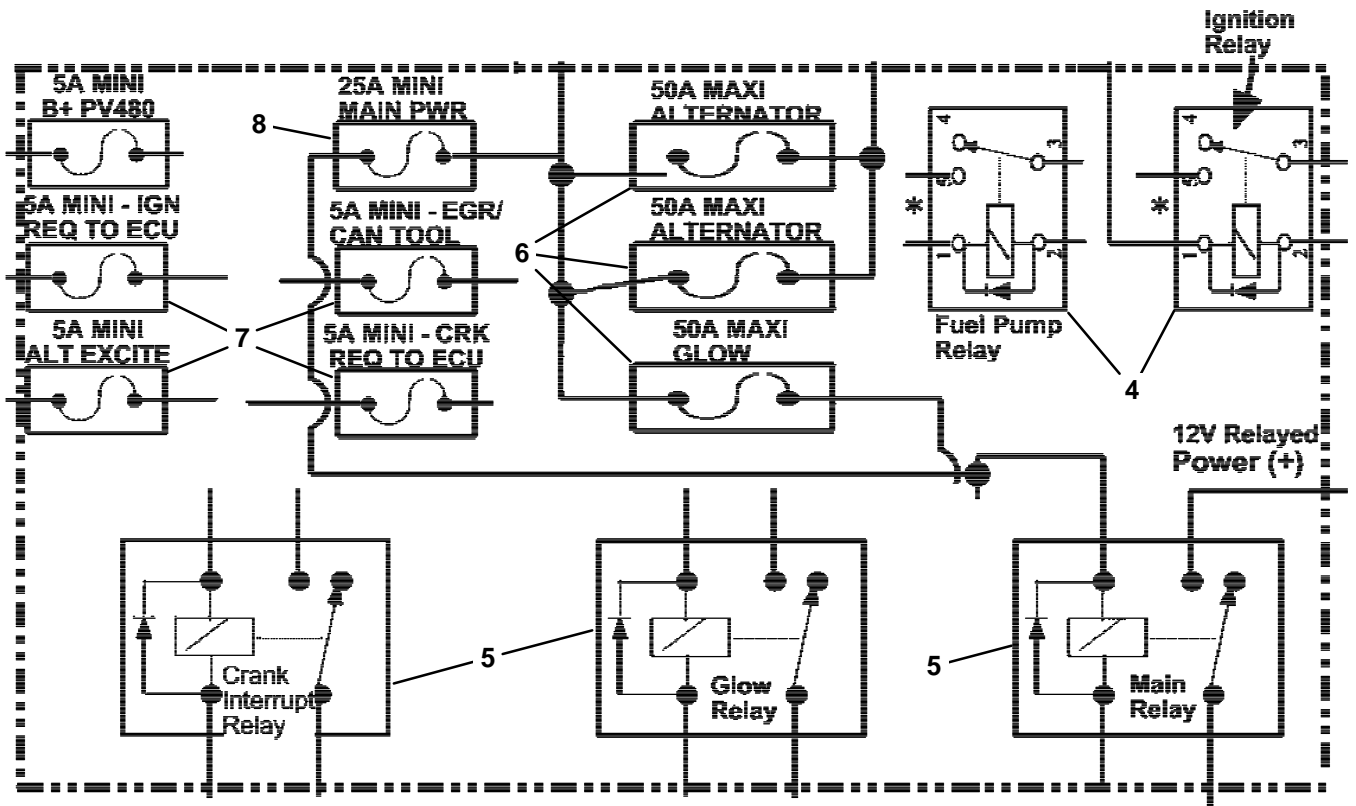 Ignition
Relay
5A MINI
B+ PV480
25A MINI
MAIN PWR
50A MAXI
ALTERNATOR
8
4
3
5
*
1
2
4
3
5
*
1
2
5A MINI - IGN
REQ TO ECU
5A MINI - EGR/
CAN TOOL
50A MAXI
ALTERNATOR
6
7
5A MINI
ALT EXCITE
5A MINI - CRK
REQ TO ECU
50A MAXI
GLOW
Fuel Pump
Relay
4
12V Relayed
Power (+)
5
5
Crank
Interrupt
Relay
Glow
Relay
Main
Relay